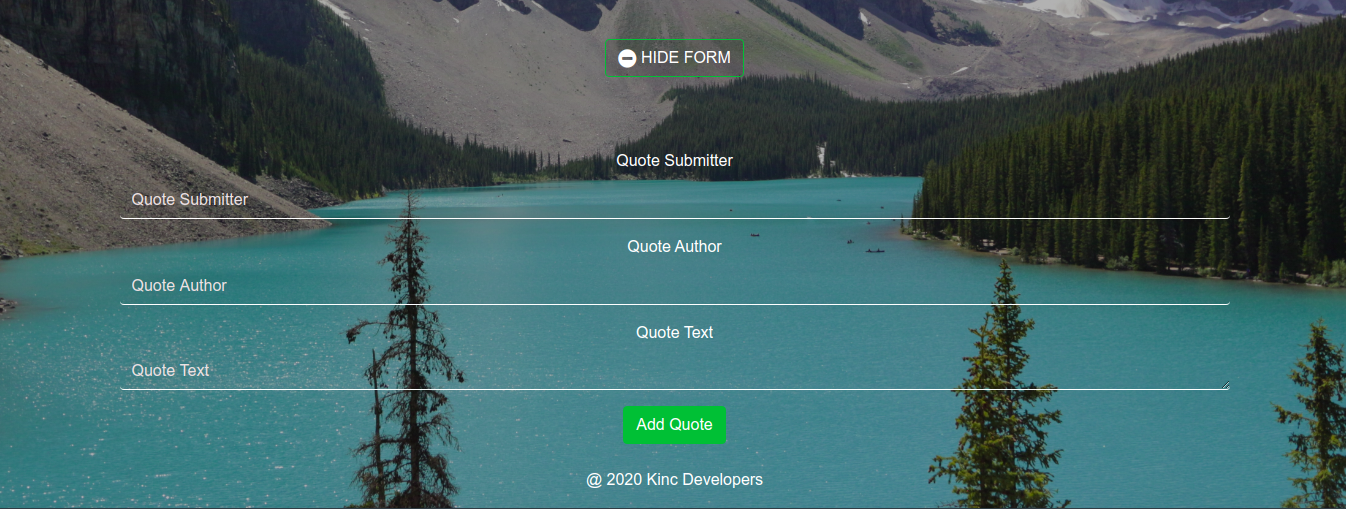 HIDE FORM
Quote Submitter
Quote Submitter
Quote Author
Quote Author
Quote Text
Quote Text
Add Quote
@ 2020 Kinc Developers